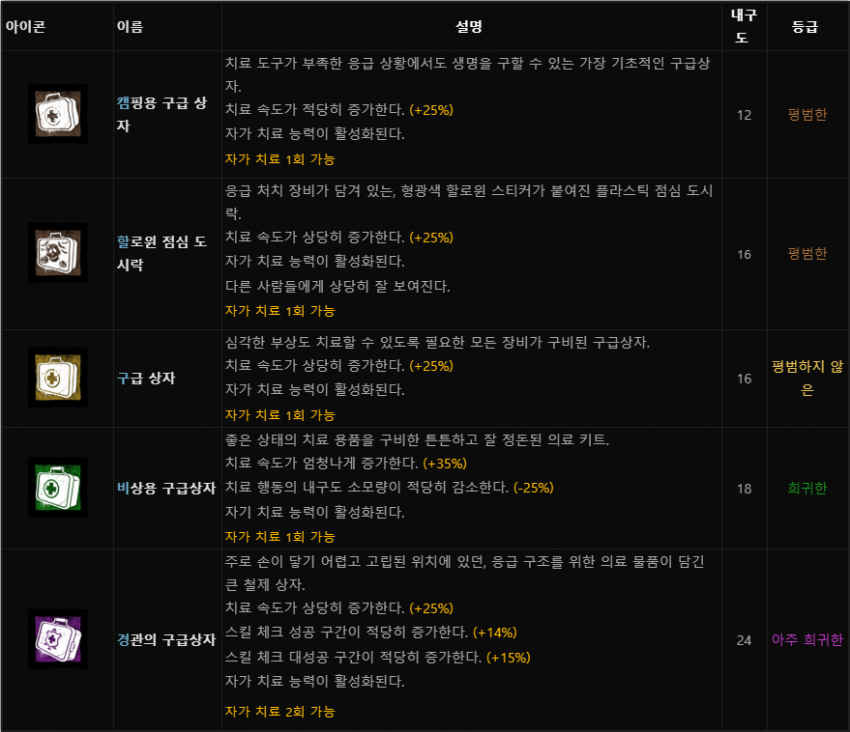 아이콘
이름
설명
내구
도
등급
캠핑용 구급 상
자
치료 도구가 부족한 응급 상황에서도 생명을 구할 수 있는 가장 기초적인 구급상
자.
치료 속도가 적당히 증가한다. (+25%)
자가 치료 능력이 활성화된다.
자가 치료 1회 가능
12
평범한
할로윈 점심 도
시락
응급 처치 장비가 담겨 있는, 형광색 할로윈 스티커가 붙여진 플라스틱 점심 도시
락.
치료 속도가 상당히 증가한다. (+25%)
자가 치료 능력이 활성화된다.
다른 사람들에게 상당히 잘 보여진다.
자가 치료 1회 가능
16
평범한
구급 상자
심각한 부상도 치료할 수 있도록 필요한 모든 장비가 구비된 구급상자.
치료 속도가 상당히 증가한다. (+25%)
자가 치료 능력이 활성화된다.
자가 치료 1회 가능
16
평범하지 않
은
비상용 구급상자
좋은 상태의 치료 용품을 구비한 튼튼하고 잘 정돈된 의료 키트.
치료 속도가 엄청나게 증가한다. (+35%)
치료 행동의 내구도 소모량이 적당히 감소한다. (-25%)
자기 치료 능력이 활성화된다.
자가 치료 1회 가능
18
희귀한
경관의 구급상자
주로 손이 닿기 어렵고 고립된 위치에 있던, 응급 구조를 위한 의료 물품이 담긴
큰 철제 상자.
치료 속도가 상당히 증가한다. (+25%)
스킬 체크 성공 구간이 적당히 증가한다. (+14%)
스킬 체크 대성공 구간이 적당히 증가한다. (+15%)
자가 치료 능력이 활성화된다.
자가 치료 2회 가능
24
아주 희귀한